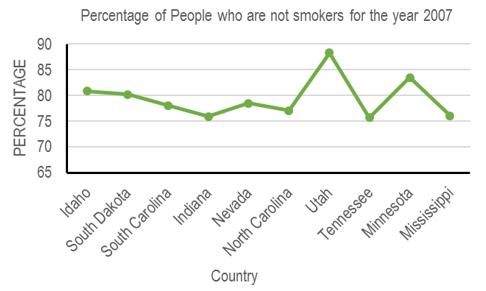 Percentage of People who are not smokers for the year 2007
PERCENTAGE
90
85
80
75
70
65
Idaho
South Dakota
South Carolina
Indiana
Nevada
North Carolina
Utah
Tennessee
Minnesota
Mississippi
Country